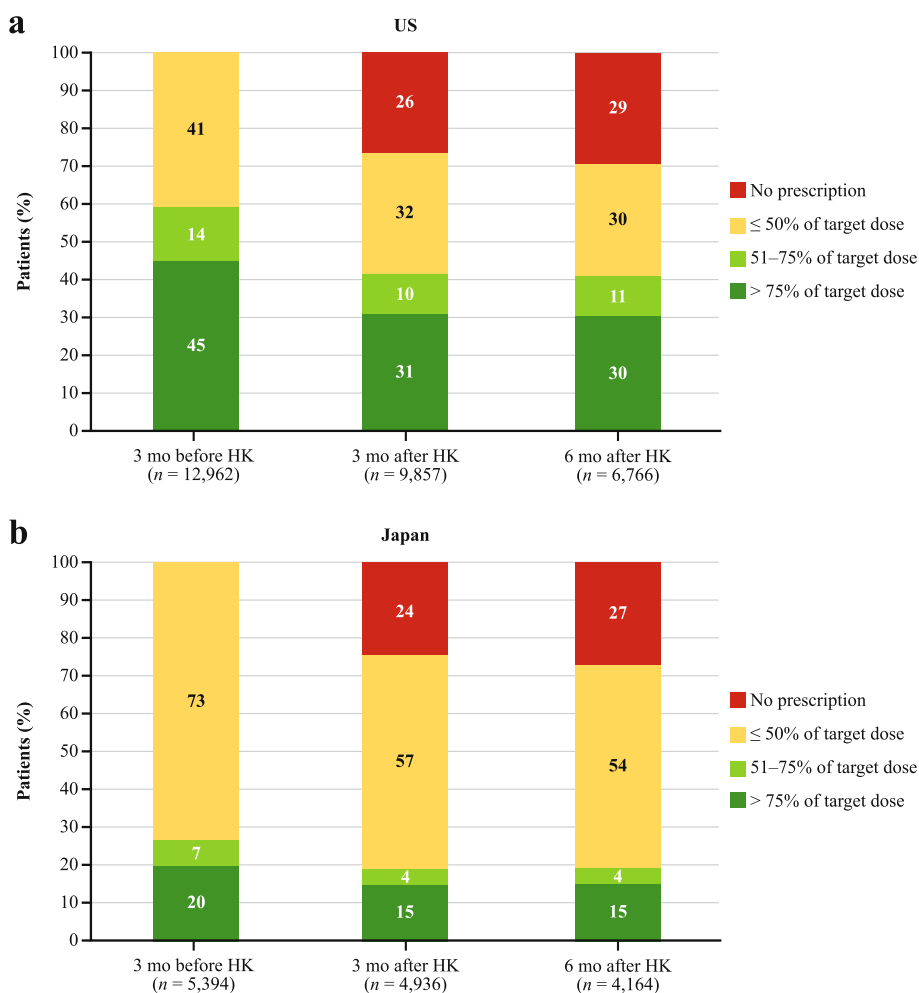 a
US
Patients (%)
100
90
80
70
60
50
40
30
20
10
0
41
14
45
26
32
10
31
29
30
11
30
3 mo before HK
(n = 12,962)
3 mo after HK
(n = 9,857)
6 mo after HK
(n = 6,766)
No prescription
≤ 50% of target dose
51–75% of target dose
> 75% of target dose
b
Japan
Patients (%)
100
90
80
70
60
50
40
30
20
10
0
73
7
20
24
57
4
15
27
54
4
15
3 mo before HK
(n = 5,394)
3 mo after HK
(n = 4,936)
6 mo after HK
(n = 4,164)
No prescription
≤ 50% of target dose
51–75% of target dose
> 75% of target dose